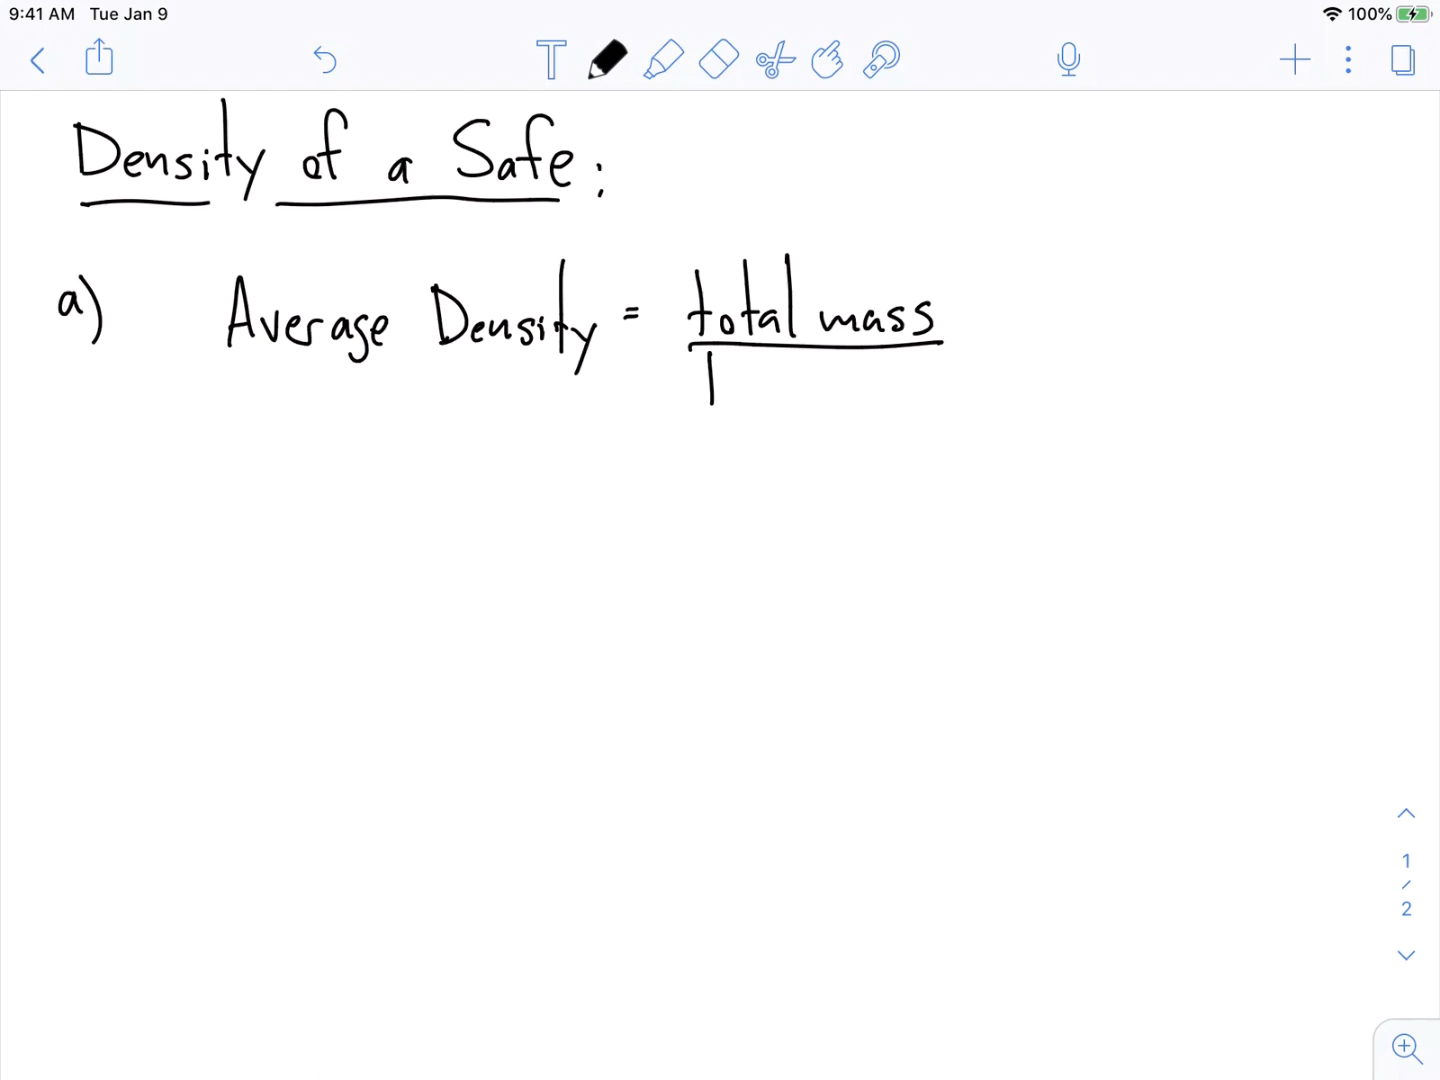 9:41 AM Tue Jan 9 100%
T
Density of a Safe:
a) Average Density = total mass
1
/
2